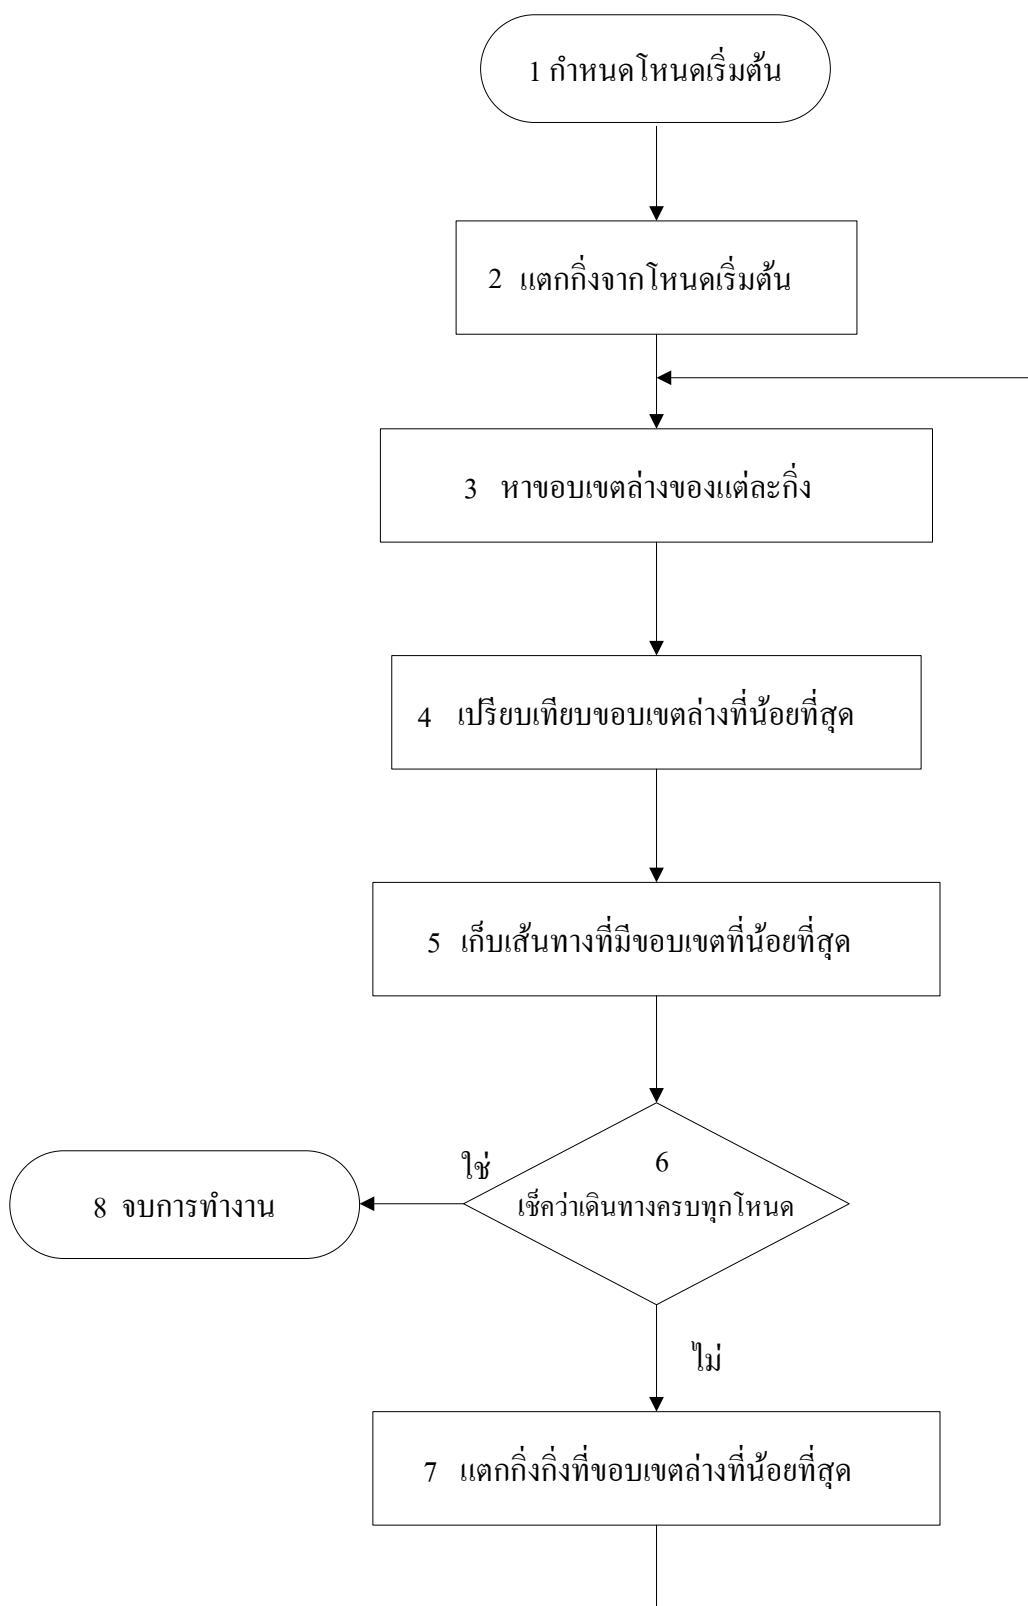 1 กำหนดโหนดเริ่มต้น
2 แตกกิ่งจากโหนดเริ่มต้น
3 หาขอบเขตล่างของแต่ละกิ่ง
4 เปรียบเทียบขอบเขตล่างที่น้อยที่สุด
5 เก็บเส้นทางที่มีขอบเขตที่น้อยที่สุด
6
เช็คว่าเดินทางครบทุกโหนด
ใช่
8 จบการทำงาน
ไม่
7 แตกกิ่งกิ่งที่ขอบเขตล่างที่น้อยที่สุด